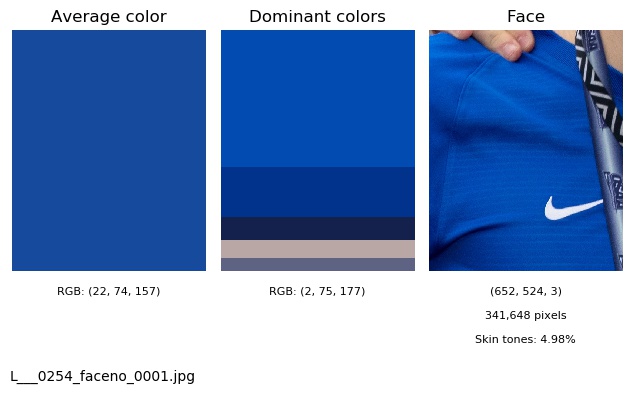 Average color
Dominant colors
Face
RGB: (22, 74, 157)
RGB: (2, 75, 177)
(652, 524, 3)
341,648 pixels
Skin tones: 4.98%
L___0254_faceno_0001.jpg